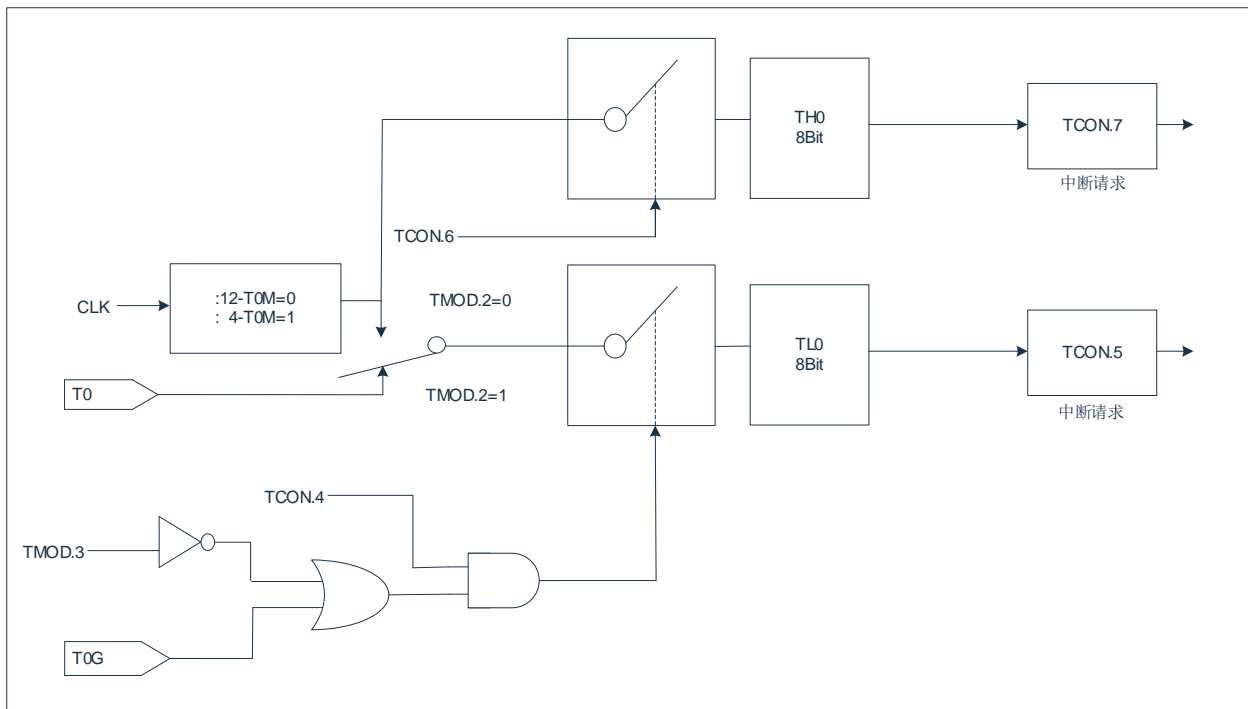 TH0
8Bit
TCON.7
中断请求
TCON.6
CLK
:12-T0M=0
: 4-T0M=1
TMOD.2=0
TL0
8Bit
TCON.5
中断请求
T0
TMOD.2=1
TCON.4
TMOD.3
T0G